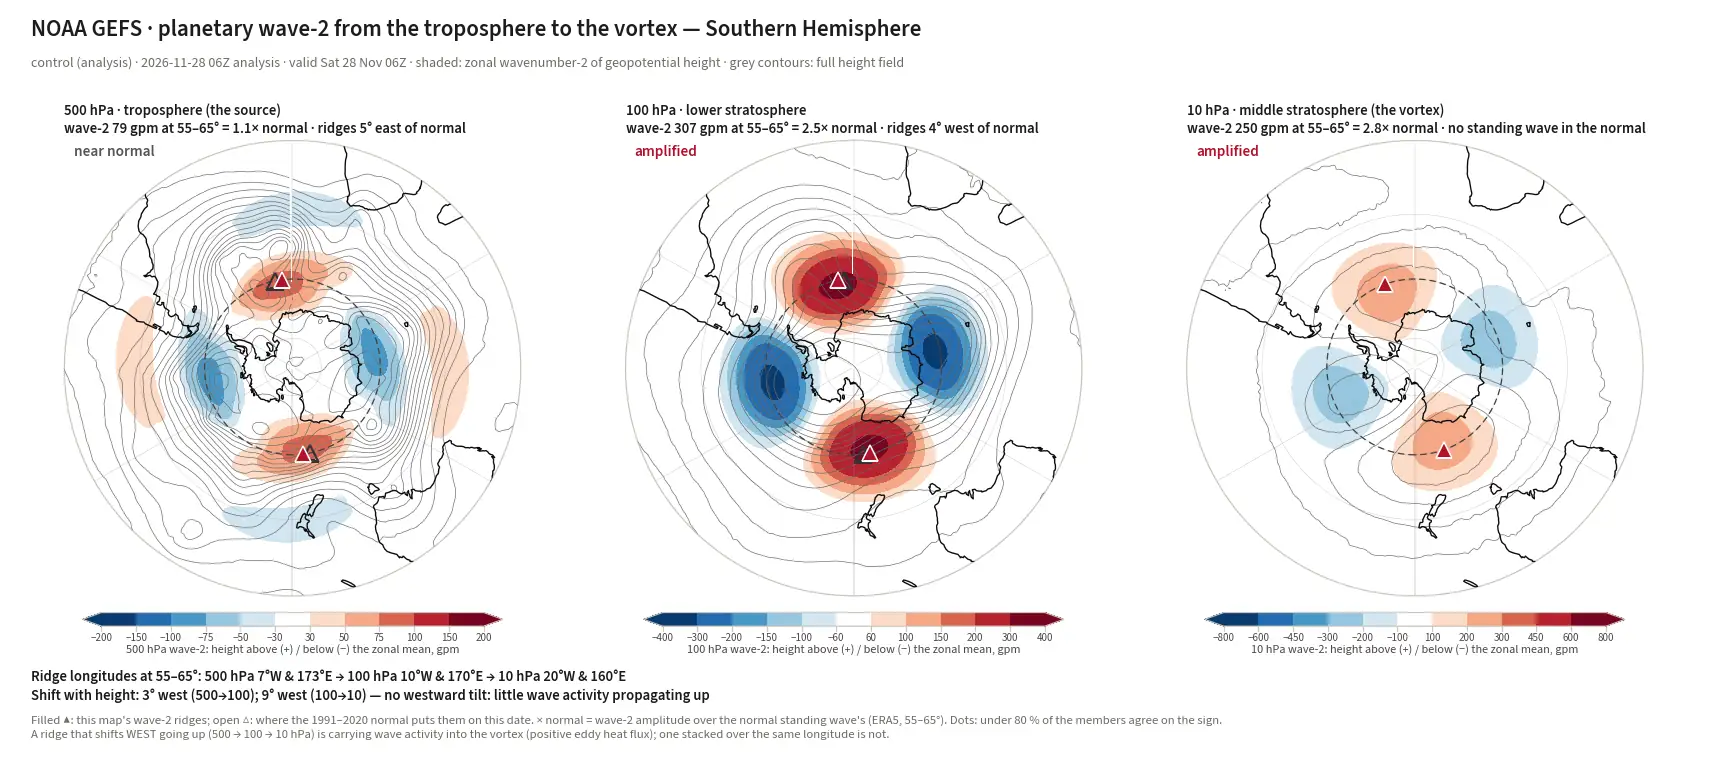 NOAA GEFS · planetary wave-2 from the troposphere to the vortex — Southern Hemisphere
control (analysis) · 2026-11-28 06Z analysis · valid Sat 28 Nov 06Z · shaded: zonal wavenumber-2 of geopotential height · grey contours: full height field
500 hPa · troposphere (the source)
wave-2 79 gpm at 55–65° = 1.1× normal · ridges 5° east of normal
near normal
100 hPa · lower stratosphere
wave-2 307 gpm at 55–65° = 2.5× normal · ridges 4° west of normal
amplified
10 hPa · middle stratosphere (the vortex)
wave-2 250 gpm at 55–65° = 2.8× normal · no standing wave in the normal
amplified
−200 −150 −100 −75 −50 −30 30 50 75 100 150 200
500 hPa wave-2: height above (+) / below (−) the zonal mean, gpm
−400 −300 −200 −150 −100 −60 60 100 150 200 300 400
100 hPa wave-2: height above (+) / below (−) the zonal mean, gpm
−800 −600 −450 −300 −200 −100 100 200 300 450 600 800
10 hPa wave-2: height above (+) / below (−) the zonal mean, gpm
Ridge longitudes at 55–65°: 500 hPa 7°W & 173°E → 100 hPa 10°W & 170°E → 10 hPa 20°W & 160°E
Shift with height: 3° west (500→100); 9° west (100→10) — no westward tilt: little wave activity propagating up
Filled ▲: this map's wave-2 ridges; open △: where the 1991–2020 normal puts them on this date. × normal = wave-2 amplitude over the normal standing wave's (ERA5, 55–65°). Dots: under 80 % of the members agree on the sign.
A ridge that shifts WEST going up (500 → 100 → 10 hPa) is carrying wave activity into the vortex (positive eddy heat flux); one stacked over the same longitude is not.